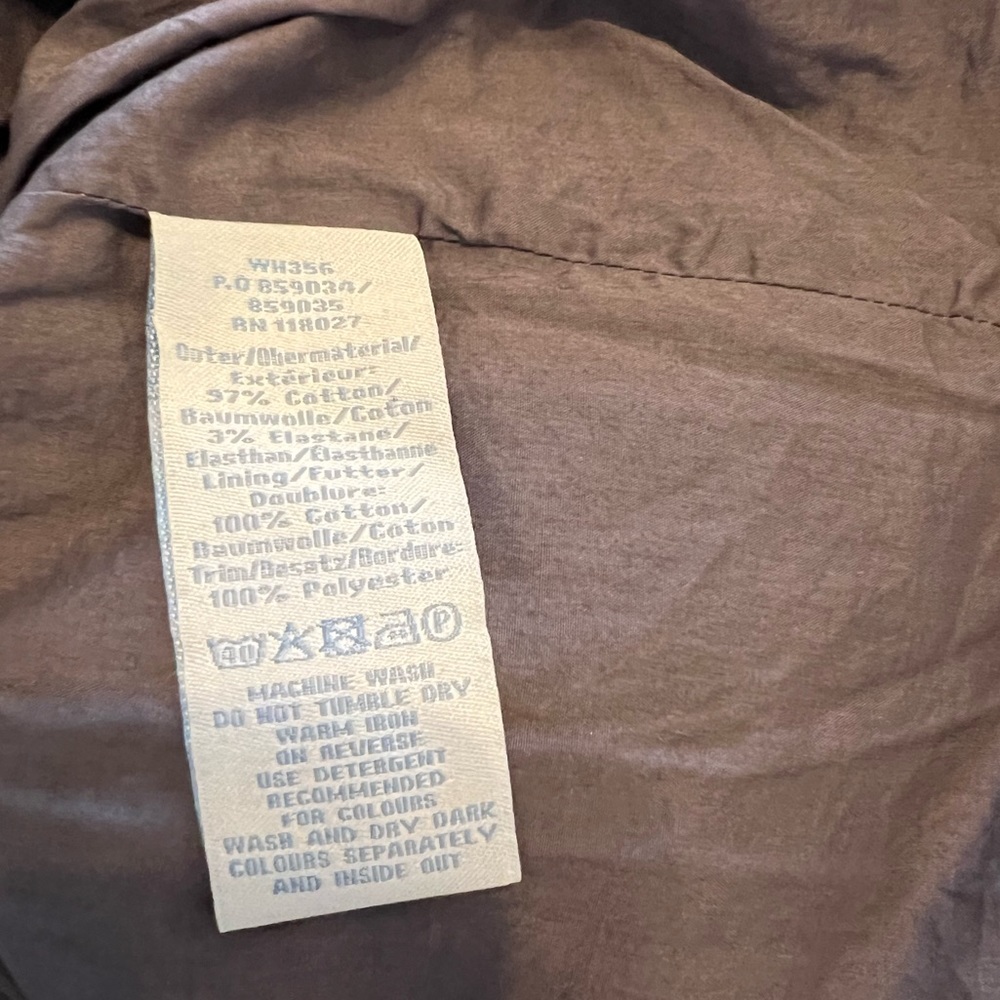 WH356
P.O 859034/
859035
RN 118027
Outer/Obermaterial/
Extérieur:
97% Cotton/
Baumwolle/Coton
3% Elastane/
Elasthan/Élasthanne
Lining/Futter/
Doublure:
100% Cotton/
Baumwolle/Coton
Trim/Besatz/Bordure:
100% Polyester
40 P
MACHINE WASH
DO NOT TUMBLE DRY
WARM IRON
ON REVERSE
USE DETERGENT
RECOMMENDED
FOR COLOURS
WASH AND DRY DARK
COLOURS SEPARATELY
AND INSIDE OUT